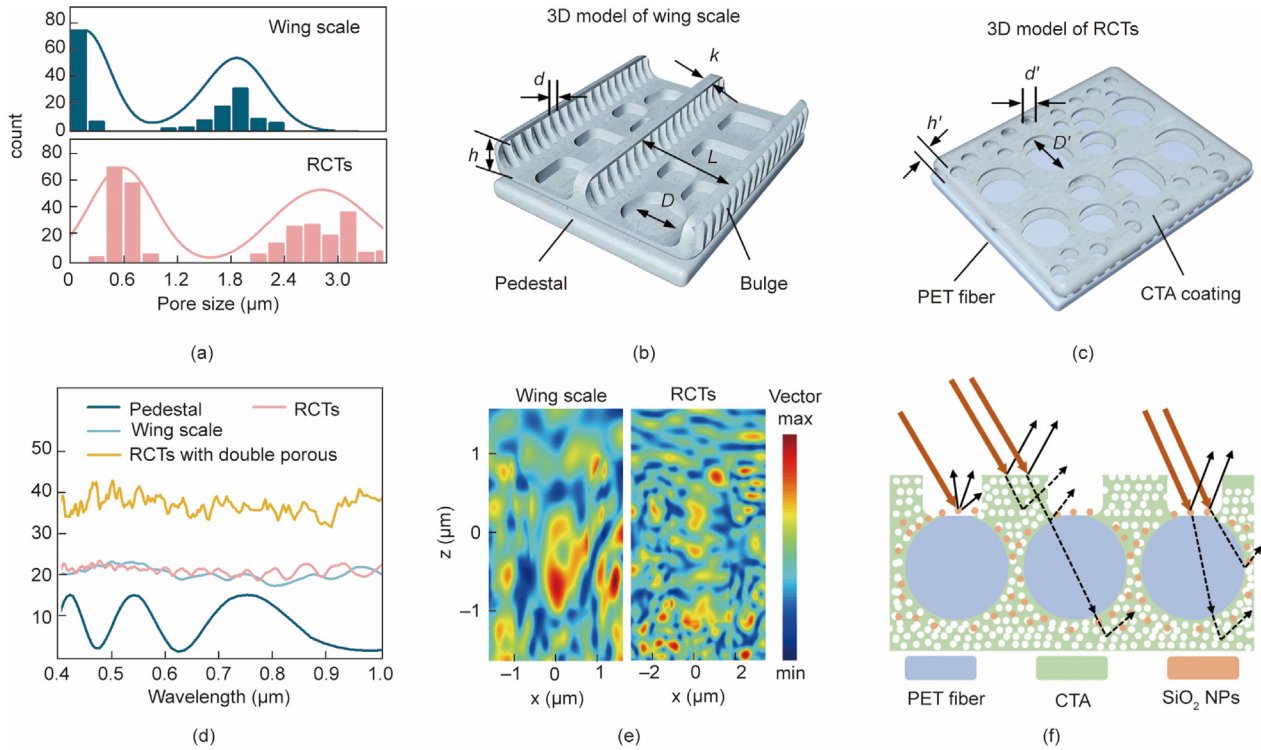 80
60
40
20
0
Wing scale
80
60
40
20
0
RCTs
count
0 0.6 1.2 1.8 2.4 3.0
Pore size (μm)
(a)
3D model of wing scale
k
d
h
L
D
Pedestal
Bulge
(b)
3D model of RCTs
d′
h′
D′
PET fiber
CTA coating
(c)
Pedestal
RCTs
Wing scale
RCTs with double porous
50
40
30
20
10
0.4 0.5 0.6 0.7 0.8 0.9 1.0
Wavelength (μm)
(d)
Wing scale
RCTs
Vector
max
min
z (μm)
1
0
−1
−1 0 1
−2 0 2
x (μm)
x (μm)
(e)
PET fiber
CTA
SiO₂ NPs
(f)